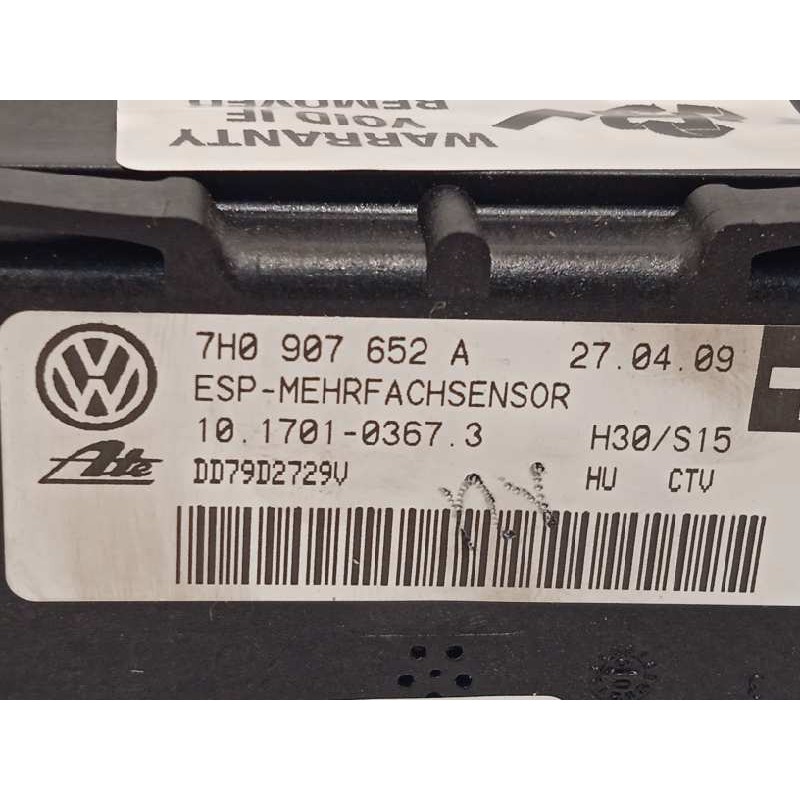 WARRANTY
VOID IF
REMOVED
7H0 907 652 A 27.04.09
ESP-MEHRFACHSENSOR
10.1701-0367.3 H30/S15
Ate DD79D2729V HU CTV